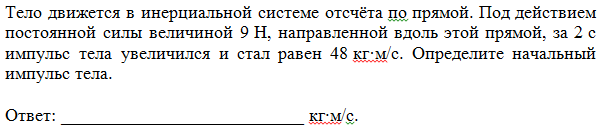 Тело движется в инерциальной системе отсчёта по прямой. Под действием
постоянной силы величиной 9 Н, направленной вдоль этой прямой, за 2 с
импульс тела увеличился и стал равен 48 кг·м/с. Определите начальный
импульс тела.
Ответ: ___________________________ кг·м/с.